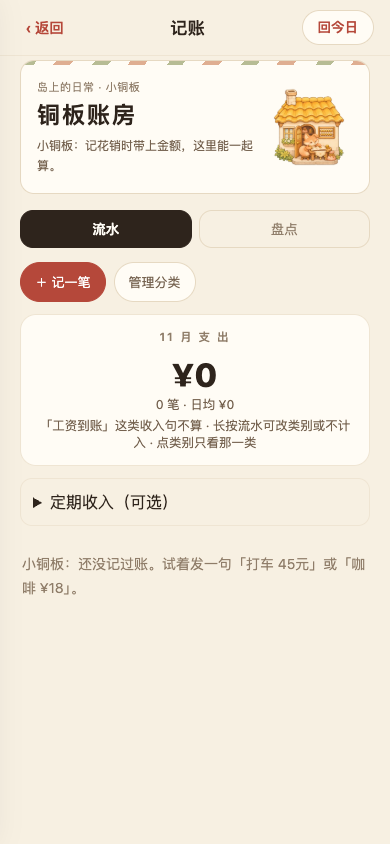 ‹ 返回
记账
回今日
岛上的日常 · 小铜板
铜板账房
小铜板：记花销时带上金额，这里能一起
算。
流水
盘点
＋ 记一笔
管理分类
11 月 支 出
¥0
0 笔 · 日均 ¥0
「工资到账」这类收入句不算 · 长按流水可改类别或不计
入 · 点类别只看那一类
▶ 定期收入（可选）
小铜板：还没记过账。试着发一句「打车 45元」或「咖
啡 ¥18」。